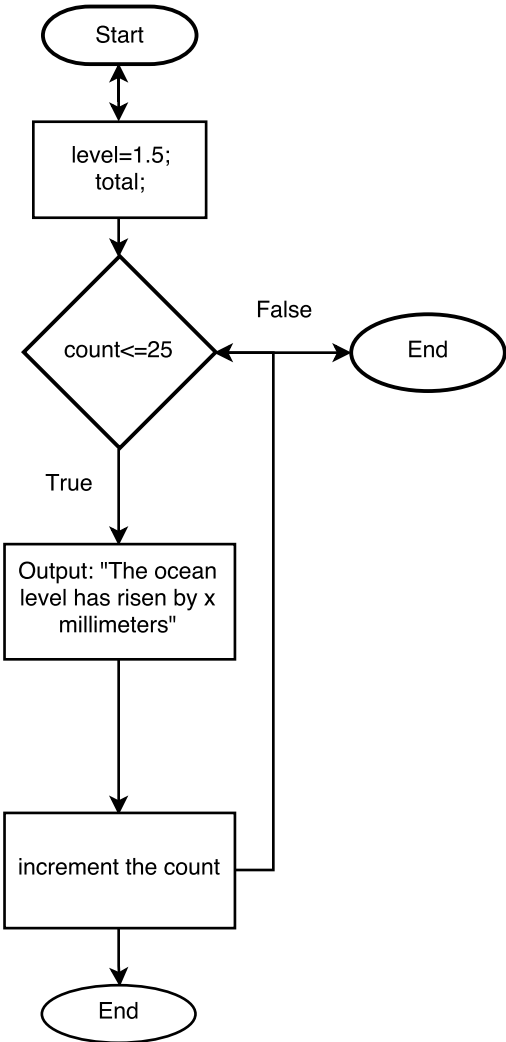 Start
level=1.5;
total;
count<=25
False
End
True
Output: "The ocean
level has risen by x
millimeters"
increment the count
End